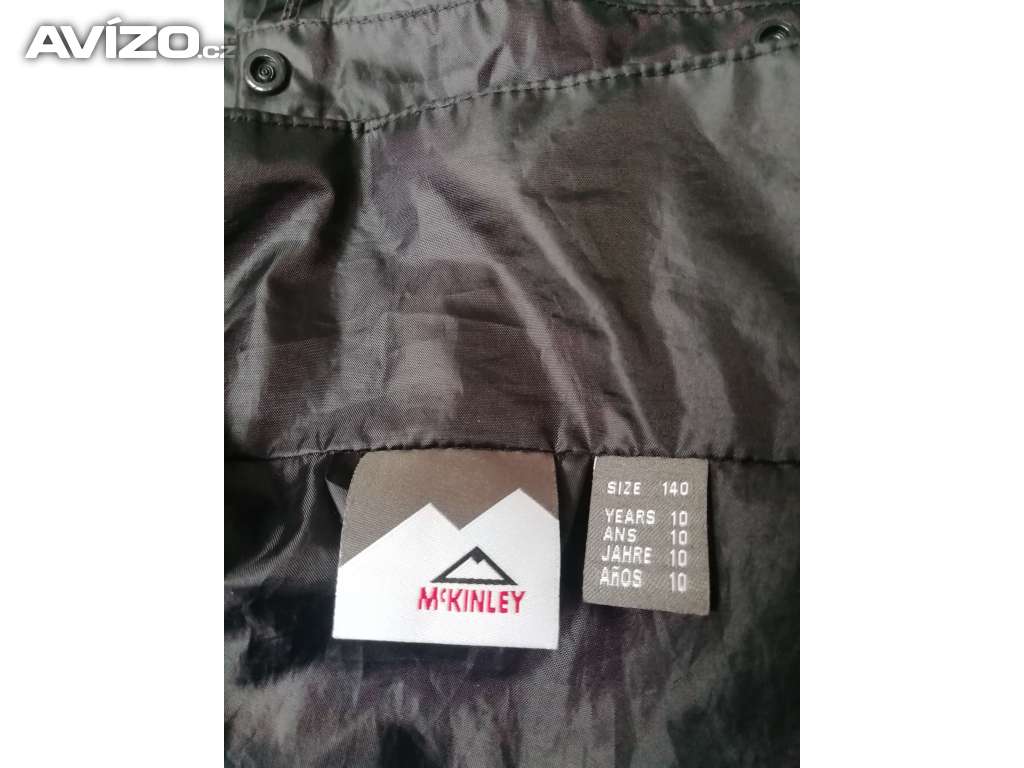 AVÍZO.cz
McKINLEY
SIZE 140
YEARS 10
ANS 10
JAHRE 10
AÑOS 10